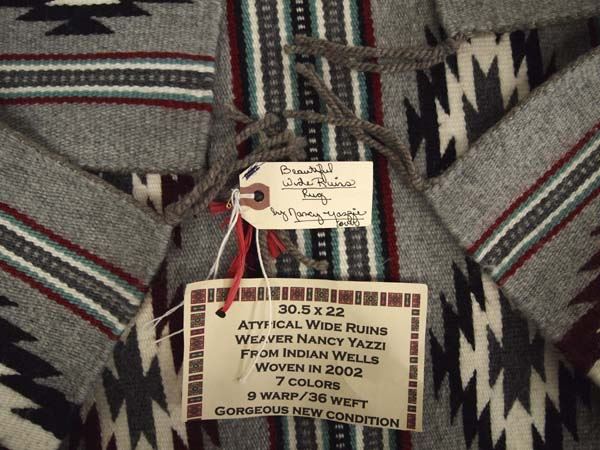 Beautiful
Wide Ruins
Rug
by Nancy Yazzie
over
30.5 x 22
Atypical Wide Ruins
Weaver Nancy Yazzi
From Indian Wells
Woven in 2002
7 colors
9 warp/36 weft
Gorgeous new condition